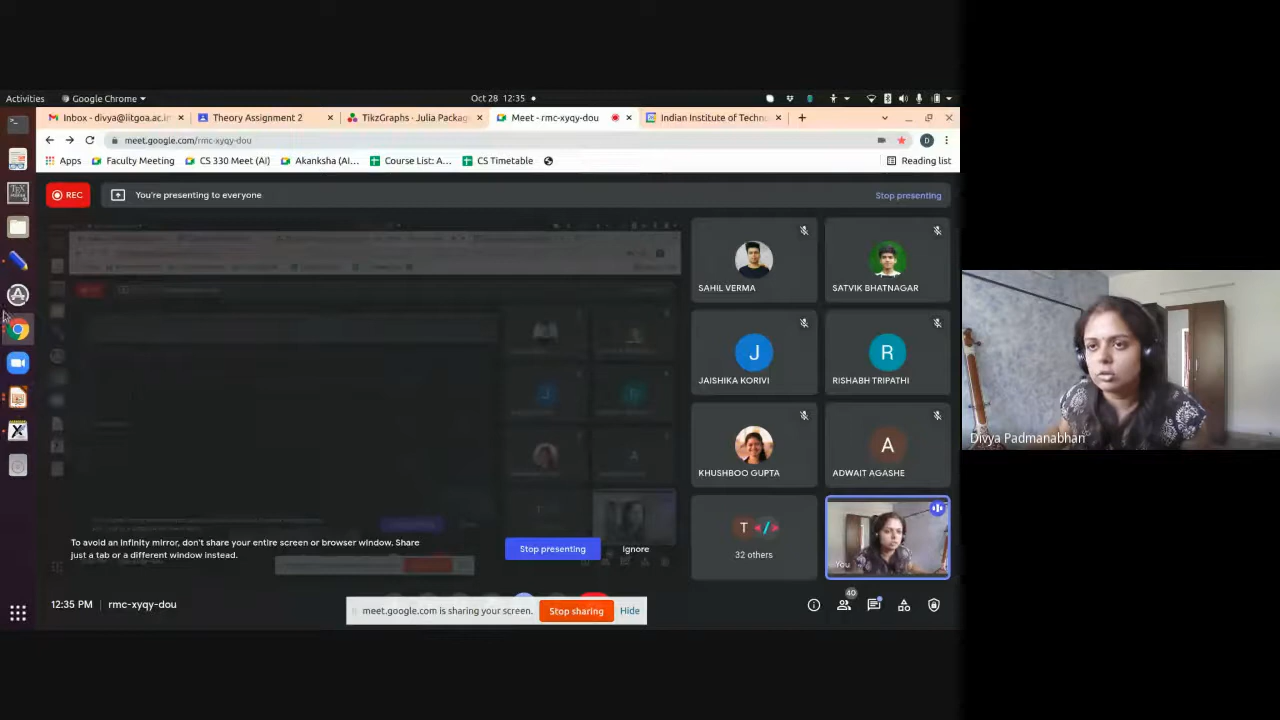 Activities
Google Chrome
Oct 28 12:35
Inbox - divya@iitgoa.ac.in
Theory Assignment 2
TikzGraphs · Julia Packag
Meet - rmc-xyqy-dou
Indian Institute of Techno
meet.google.com/rmc-xyqy-dou
D
Apps
Faculty Meeting
CS 330 Meet (AI)
Akanksha (AI...
Course List: A...
CS Timetable
Reading list
REC
You're presenting to everyone
Stop presenting
SAHIL VERMA
SATVIK BHATNAGAR
J
JAISHIKA KORIVI
R
RISHABH TRIPATHI
KHUSHBOO GUPTA
A
ADWAIT AGASHE
T
32 others
You
To avoid an infinity mirror, don't share your entire screen or browser window. Share
just a tab or a different window instead.
Stop presenting
Ignore
12:35 PM | rmc-xyqy-dou
meet.google.com is sharing your screen.
Stop sharing
Hide
40
Divya Padmanabhan